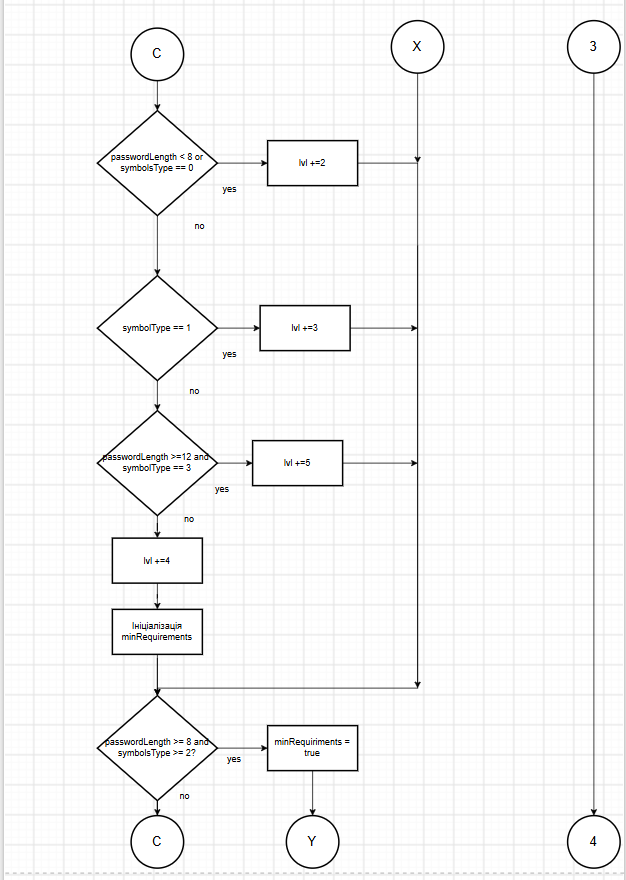 C
X
3
passwordLength < 8 or
symbolsType == 0
lvl +=2
yes
no
symbolType == 1
lvl +=3
yes
no
passwordLength >=12 and
symbolType == 3
lvl +=5
yes
no
lvl +=4
Ініціалізація
minRequirements
passwordLength >= 8 and
symbolsType >= 2?
yes
minRequiriments =
true
no
C
Y
4